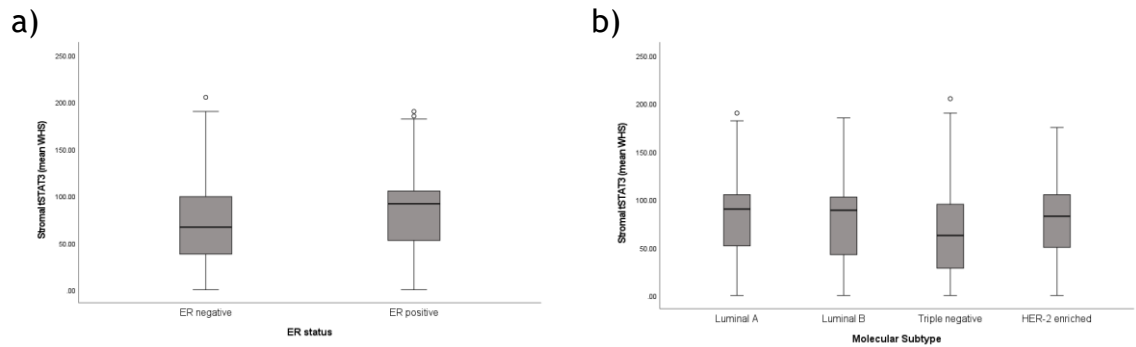 a)
250.00
200.00
150.00
100.00
50.00
.00
Stromal tSTAT3 (mean WHS)
ER negative
ER positive
ER status
b)
250.00
200.00
150.00
100.00
50.00
.00
Stromal tSTAT3 (mean WHS)
Luminal A
Luminal B
Triple negative
HER-2 enriched
Molecular Subtype